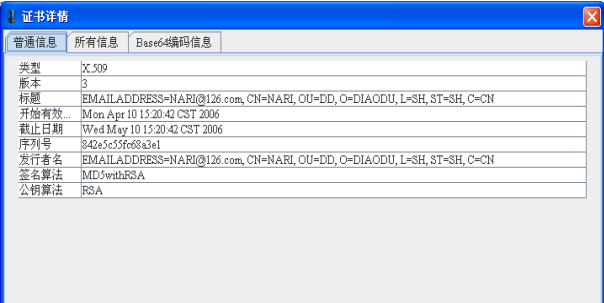 证书详情
普通信息 所有信息 Base64编码信息
类型 X.509
版本 3
标题 EMAILADDRESS=NARI@126.com, CN=NARI, OU=DD, O=DIAODU, L=SH, ST=SH, C=CN
开始有效... Mon Apr 10 15:20:42 CST 2006
截止日期 Wed May 10 15:20:42 CST 2006
序列号 842e5c55fc68a3e1
发行者名 EMAILADDRESS=NARI@126.com, CN=NARI, OU=DD, O=DIAODU, L=SH, ST=SH, C=CN
签名算法 MD5withRSA
公钥算法 RSA